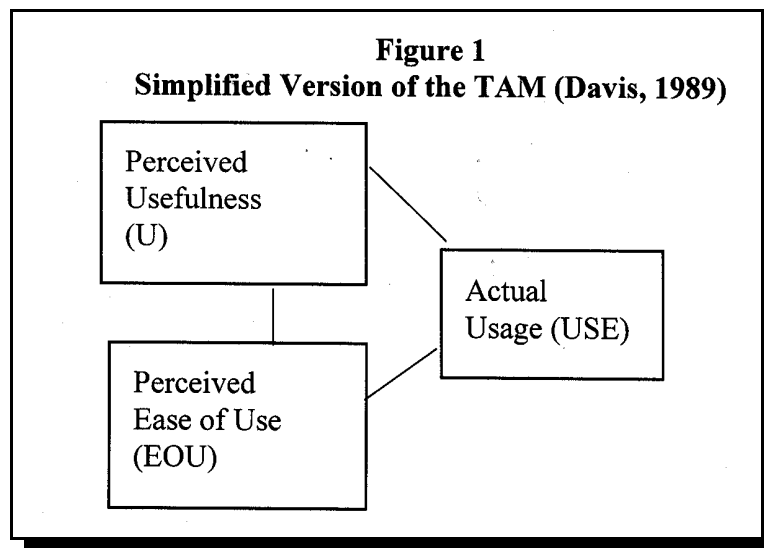 Figure 1
Simplified Version of the TAM (Davis, 1989)
Perceived
Usefulness
(U)
Actual
Usage (USE)
Perceived
Ease of Use
(EOU)